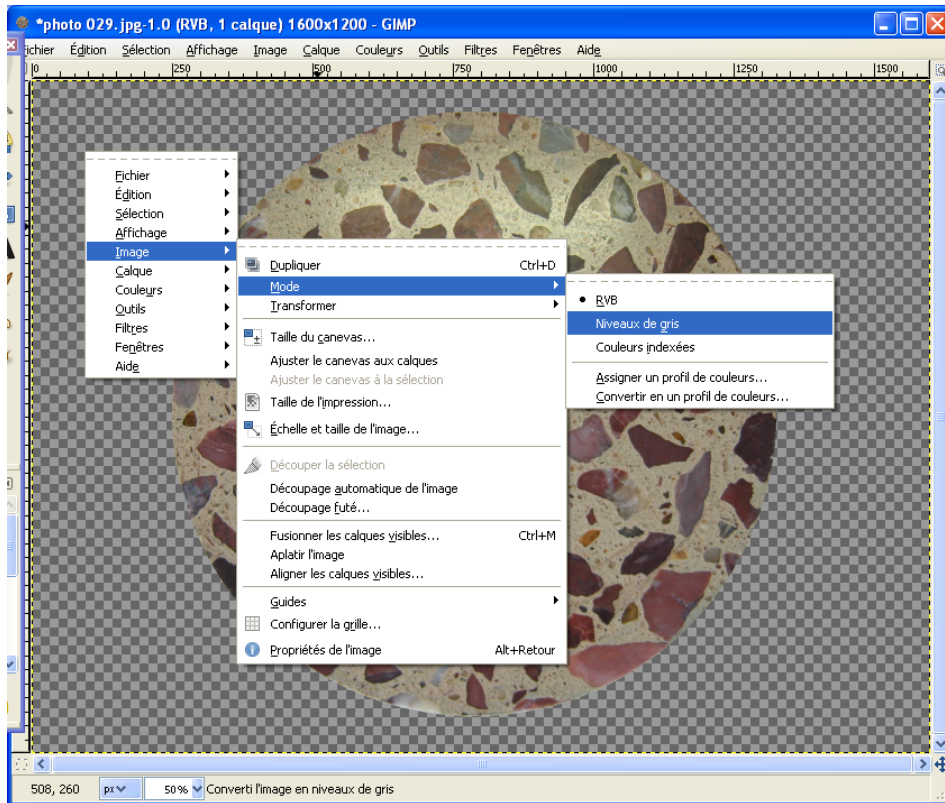 *photo 029.jpg-1.0 (RVB, 1 calque) 1600x1200 - GIMP
ichier Édition Sélection Affichage Image Calque Couleurs Outils Filtres Fenêtres Aide
0 250 500 750 1000 1250 1500
Fichier
Édition
Sélection
Affichage
Image
Calque
Couleurs
Outils
Filtres
Fenêtres
Aide
Dupliquer Ctrl+D
Mode
Transformer
Taille du canevas...
Ajuster le canevas aux calques
Ajuster le canevas à la sélection
Taille de l'impression...
Échelle et taille de l'image...
Découper la sélection
Découpage automatique de l'image
Découpage futé...
Fusionner les calques visibles... Ctrl+M
Aplatir l'image
Aligner les calques visibles...
Guides
Configurer la grille...
Propriétés de l'image Alt+Retour
RVB
Niveaux de gris
Couleurs indexées
Assigner un profil de couleurs...
Convertir en un profil de couleurs...
508, 260 px 50% Converti l'image en niveaux de gris